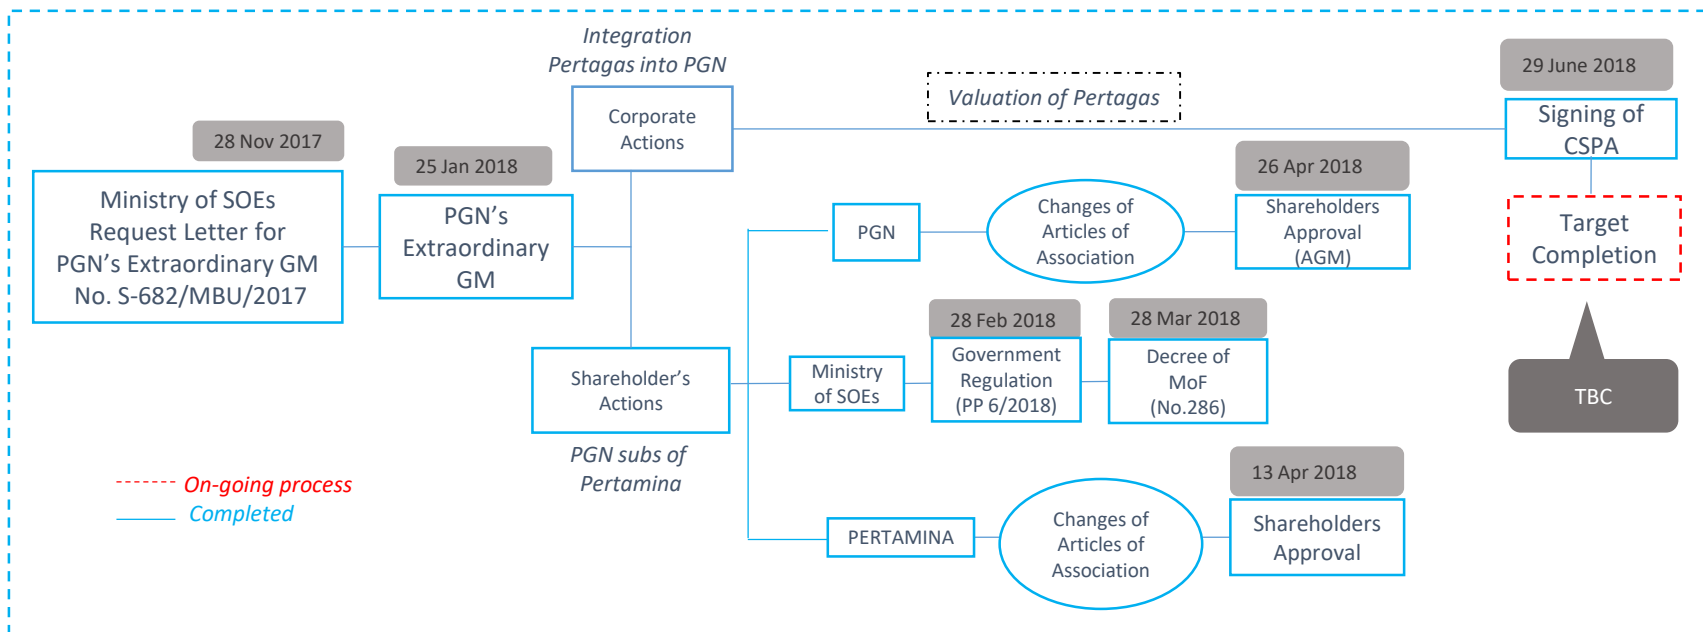 28 Nov 2017
Ministry of SOEs
Request Letter for
PGN's Extraordinary GM
No. S-682/MBU/2017
25 Jan 2018
PGN's
Extraordinary
GM
Integration
Pertagas into PGN
Corporate
Actions
Valuation of Pertagas
29 June 2018
Signing of
CSPA
Target
Completion
TBC
Shareholder's
Actions
PGN subs of
Pertamina
PGN
Changes of
Articles of
Association
26 Apr 2018
Shareholders
Approval
(AGM)
Ministry
of SOEs
28 Feb 2018
Government
Regulation
(PP 6/2018)
28 Mar 2018
Decree of
MoF
(No.286)
PERTAMINA
Changes of
Articles of
Association
13 Apr 2018
Shareholders
Approval
On-going process
Completed